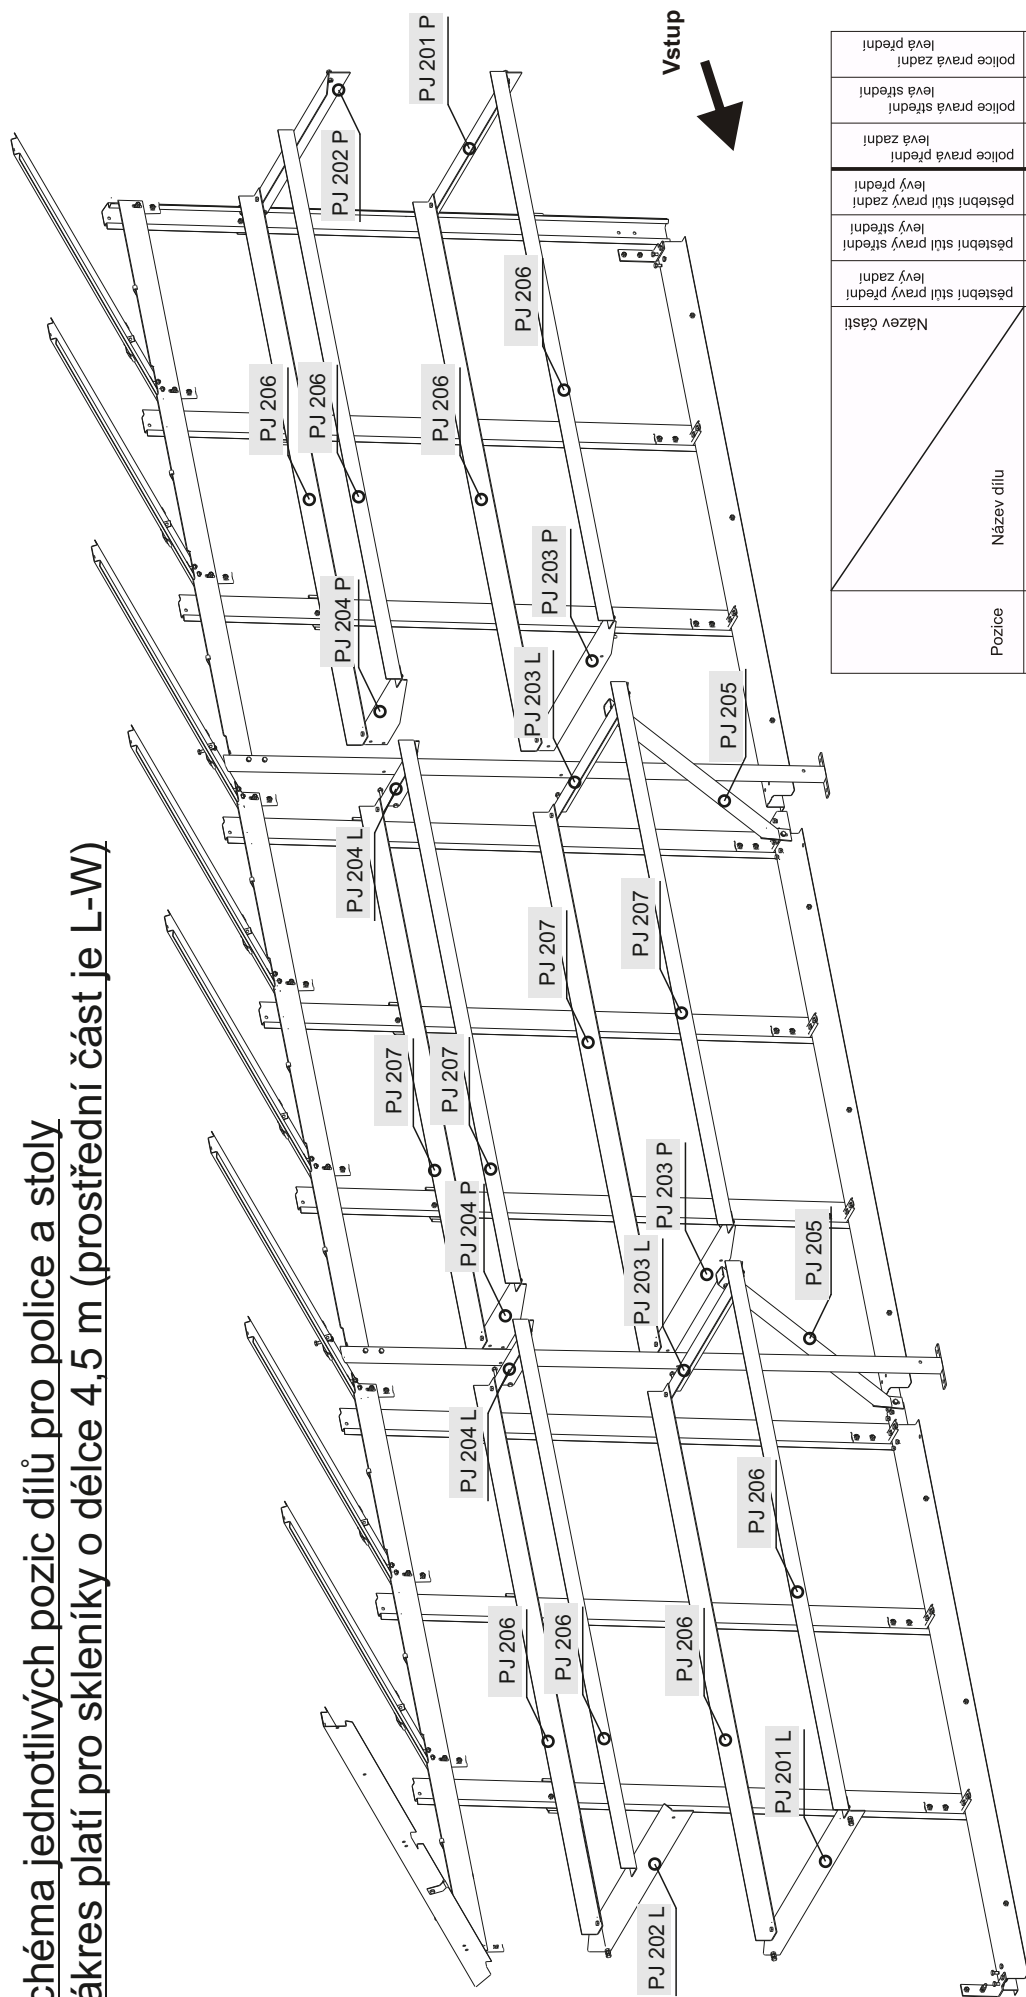 chéma jednotlivých pozic dílů pro police a stoly
ákres platí pro skleníky o délce 4,5 m (prostřední část je L-W)
PJ 201 P
Vstup
PJ 202 P
PJ 206
PJ 206
PJ 206
PJ 206
PJ 204 P
PJ 203 P
PJ 203 L
PJ 205
PJ 204 L
PJ 207
PJ 207
PJ 207
PJ 207
PJ 204 P
PJ 203 P
PJ 203 L
PJ 205
PJ 204 L
PJ 206
PJ 206
PJ 206
PJ 206
PJ 201 L
PJ 202 L
Pozice
Název dílu
Název části
pěstební stůl pravý přední
levý zadní
pěstební stůl pravý střední
levý střední
pěstební stůl pravý zadní
levý přední
police pravá přední
levá zadní
police pravá střední
levá střední
police pravá zadní
levá přední